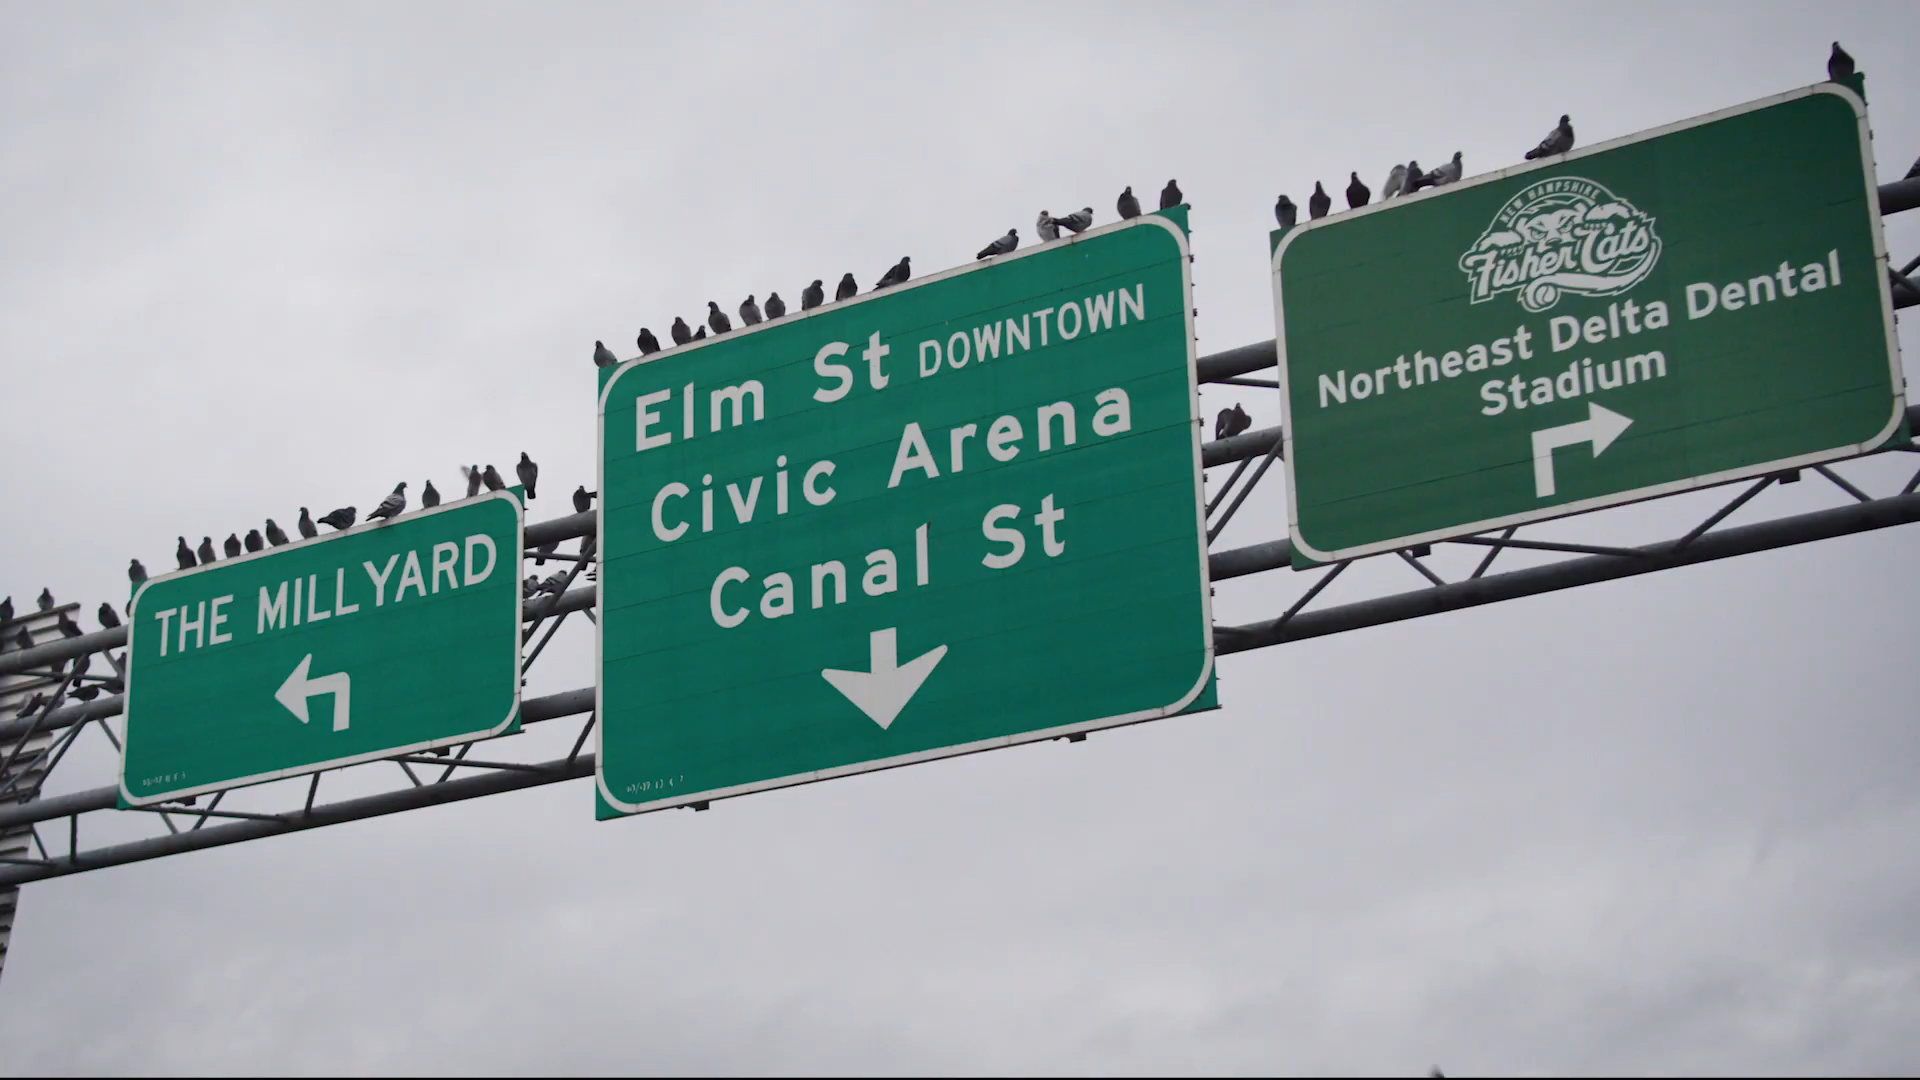 THE MILLYARD
Elm St DOWNTOWN
Civic Arena
Canal St
NEW HAMPSHIRE
Fisher Cats
Northeast Delta Dental
Stadium